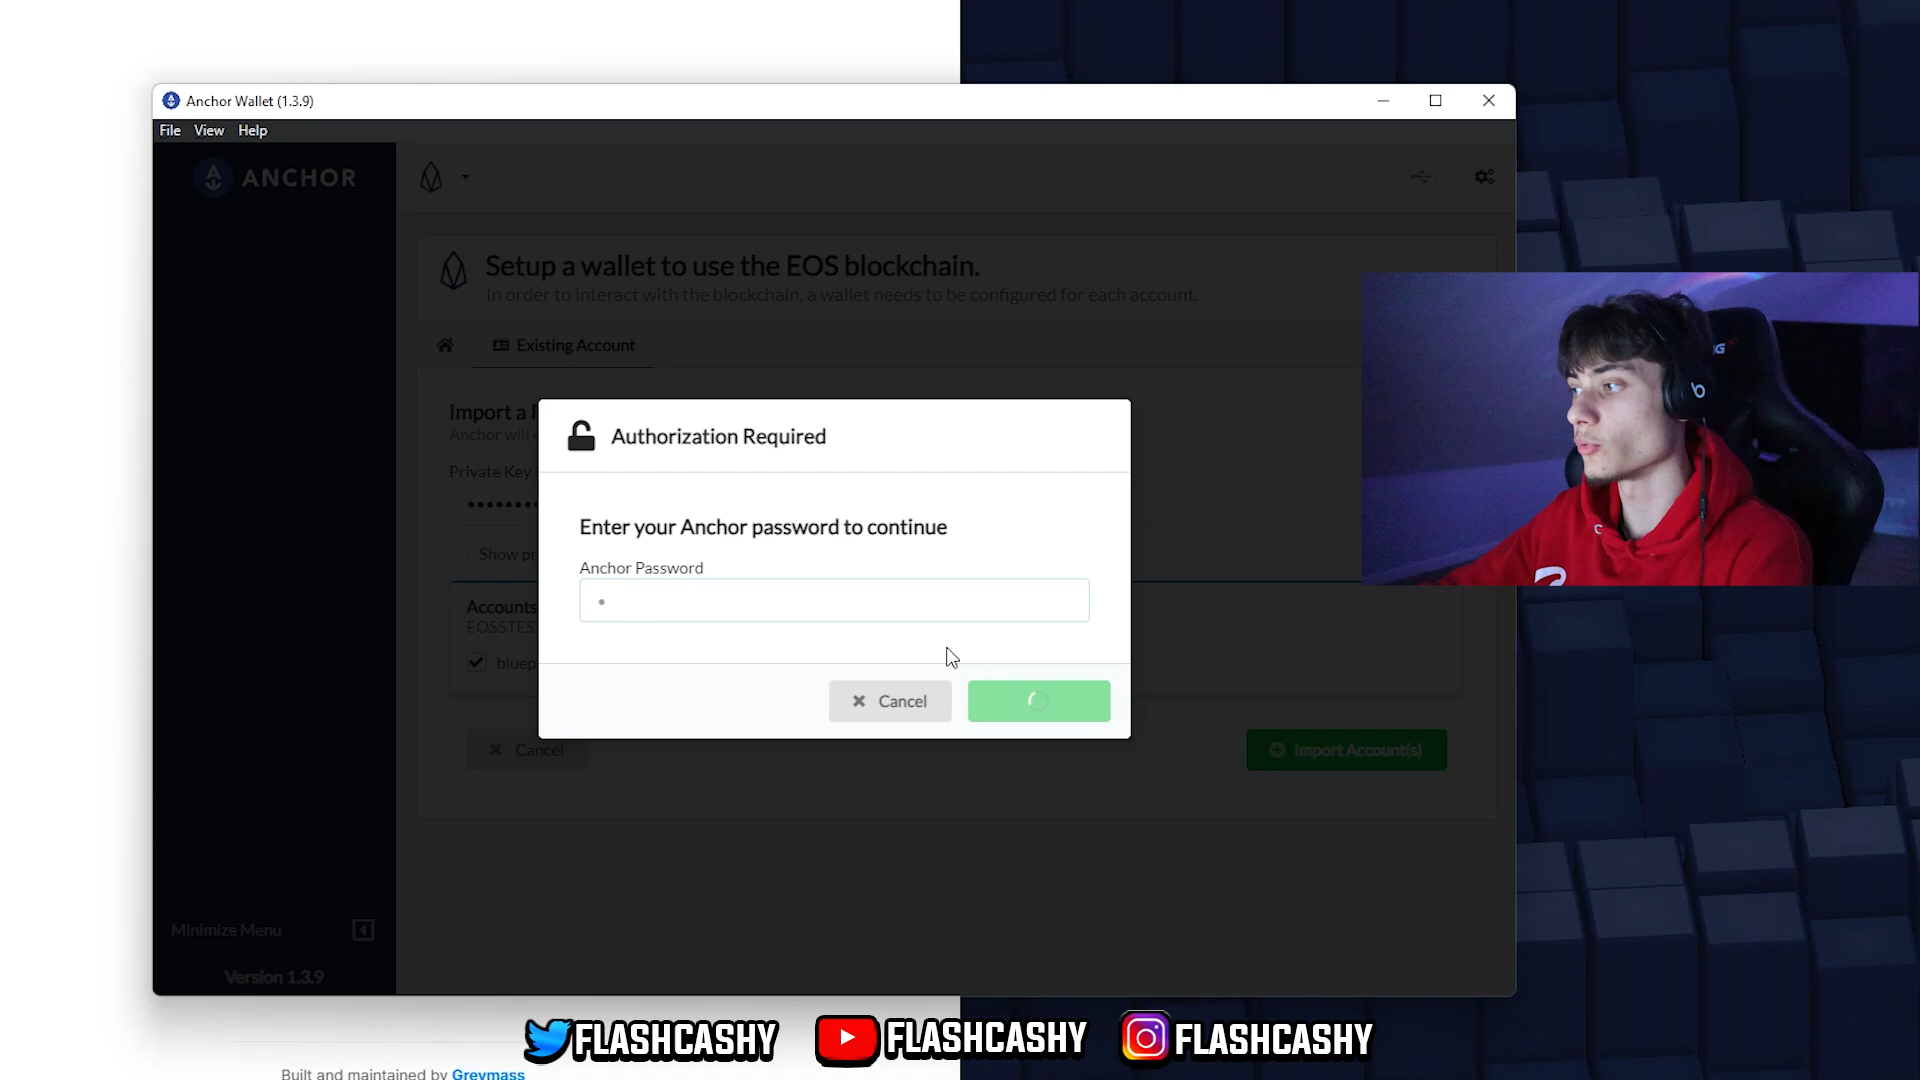 Anchor Wallet (1.3.9)
File View Help
ANCHOR
Setup a wallet to use the EOS blockchain.
In order to interact with the blockchain, a wallet needs to be configured for each account.
Existing Account
Import a
Anchor will
Private Key
••••••••
Show pr
Accounts
EOS5TES
bluep
Authorization Required
Enter your Anchor password to continue
Anchor Password
•
Cancel
Cancel
Import Account(s)
Minimize Menu
Version 1.3.9
FLASHCASHY FLASHCASHY FLASHCASHY
Built and maintained by Greymass